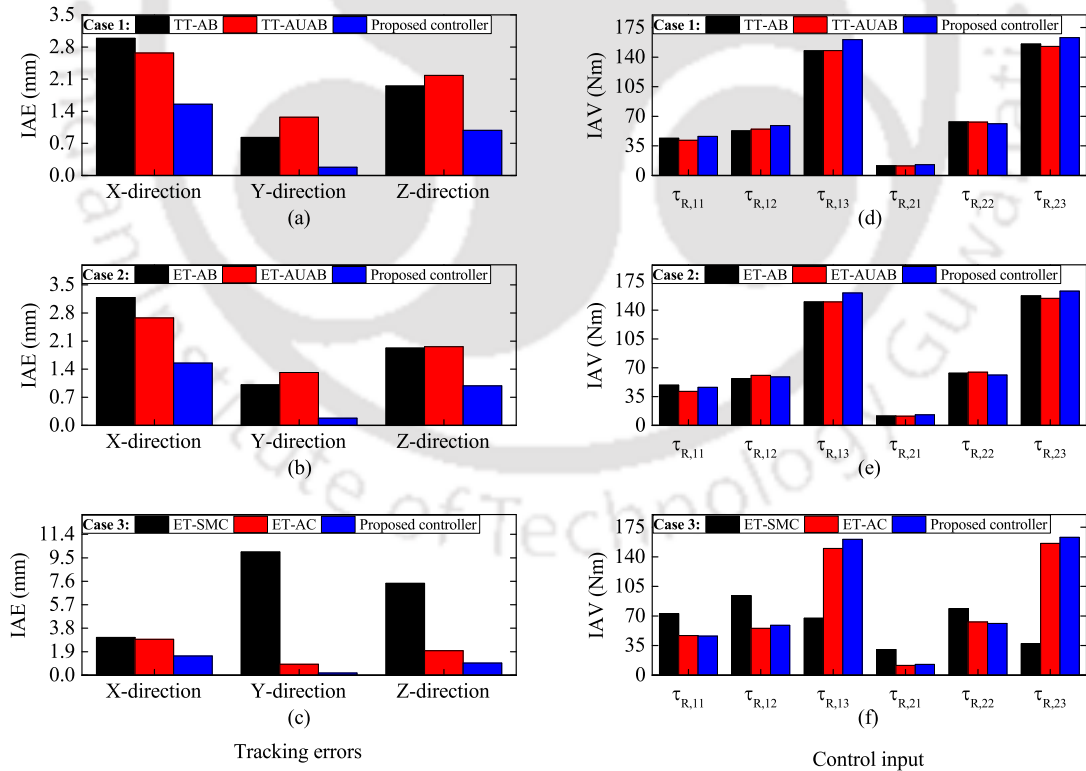 Case 1: TT-AB TT-AUAB Proposed controller
3.5
2.8
2.1
1.4
0.7
0.0
IAE (mm)
X-direction Y-direction Z-direction
(a)
Case 1: TT-AB TT-AUAB Proposed controller
175
140
105
70
35
0
IAV (Nm)
τR,11 τR,12 τR,13 τR,21 τR,22 τR,23
(d)
Case 2: ET-AB ET-AUAB Proposed controller
3.5
2.8
2.1
1.4
0.7
0.0
IAE (mm)
X-direction Y-direction Z-direction
(b)
Case 2: ET-AB ET-AUAB Proposed controller
175
140
105
70
35
0
IAV (Nm)
τR,11 τR,12 τR,13 τR,21 τR,22 τR,23
(e)
Case 3: ET-SMC ET-AC Proposed controller
11.4
9.5
7.6
5.7
3.8
1.9
0.0
IAE (mm)
X-direction Y-direction Z-direction
(c)
Tracking errors
Case 3: ET-SMC ET-AC Proposed controller
175
140
105
70
35
0
IAV (Nm)
τR,11 τR,12 τR,13 τR,21 τR,22 τR,23
(f)
Control input
Institute of Technology Guwahati